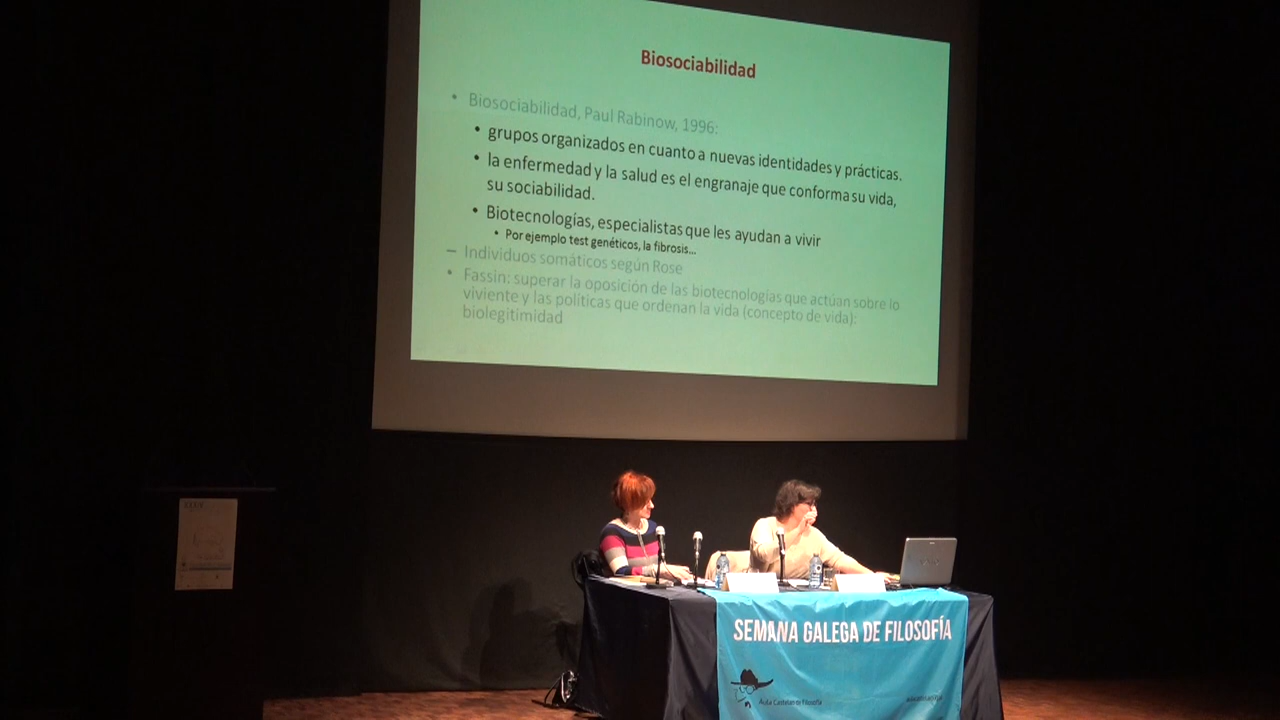 Biosociabilidad
• Biosociabilidad, Paul Rabinow, 1996:
• grupos organizados en cuanto a nuevas identidades y prácticas.
• la enfermedad y la salud es el engranaje que conforma su vida,
su sociabilidad.
• Biotecnologías, especialistas que les ayudan a vivir
• Por ejemplo test genéticos, la fibrosis...
– Individuos somáticos según Rose
• Fassin: superar la oposición de las biotecnologías que actúan sobre lo
viviente y las políticas que ordenan la vida (concepto de vida):
biolegitimidad
SEMANA GALEGA DE FILOSOFÍA
Aula Castelao de Filosofía